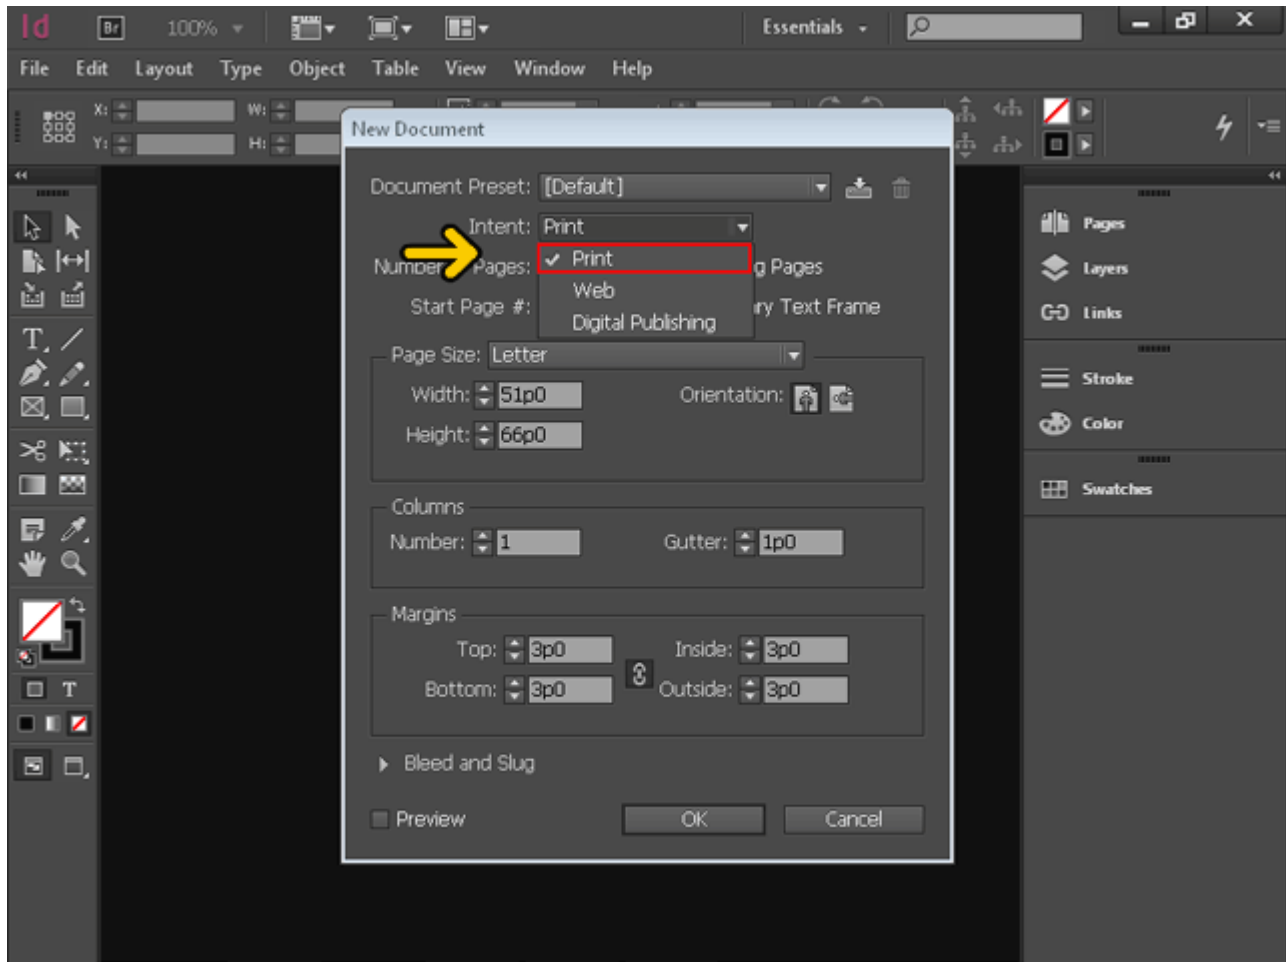 Id Br 100% Essentials
File Edit Layout Type Object Table View Window Help
X: W:
Y: H:
New Document
Document Preset: [Default]
Intent: Print
Print
Number Pages: g Pages
Web
Start Page #: ry Text Frame
Digital Publishing
Page Size: Letter
Width: 51p0 Orientation:
Height: 66p0
Columns
Number: 1 Gutter: 1p0
Margins
Top: 3p0 Inside: 3p0
Bottom: 3p0 Outside: 3p0
Bleed and Slug
Preview OK Cancel
Pages
Layers
Links
Stroke
Color
Swatches
T
T